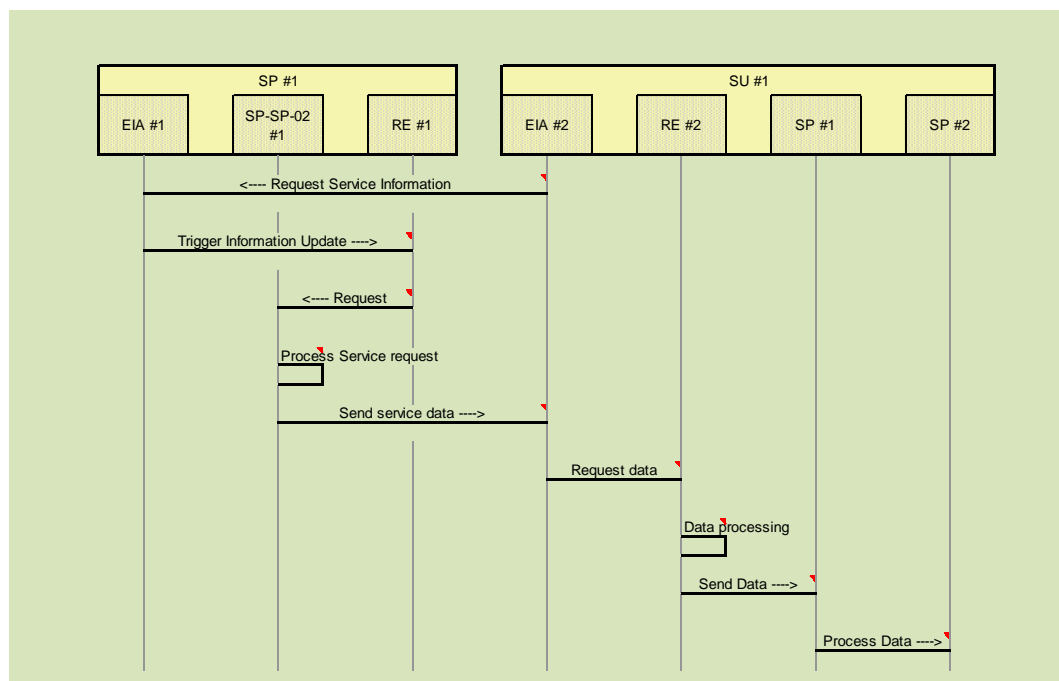 SP #1
SU #1
EIA #1
SP-SP-02
#1
RE #1
EIA #2
RE #2
SP #1
SP #2
<---- Request Service Information
Trigger Information Update ---->
<---- Request
Process Service request
Send service data ---->
Request data
Data processing
Send Data ---->
Process Data ---->